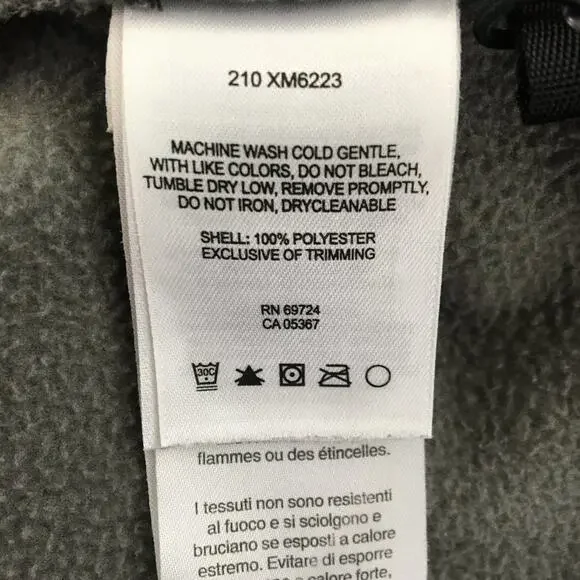 210 XM6223
MACHINE WASH COLD GENTLE,
WITH LIKE COLORS, DO NOT BLEACH,
TUMBLE DRY LOW, REMOVE PROMPTLY,
DO NOT IRON, DRYCLEANABLE
SHELL: 100% POLYESTER
EXCLUSIVE OF TRIMMING
RN 69724
CA 05367
30C
flammes ou des étincelles.
I tessuti non sono resistenti
al fuoco e si sciolgono e
bruciano se esposti a calore
estremo. Evitare di esporre
calore forte,